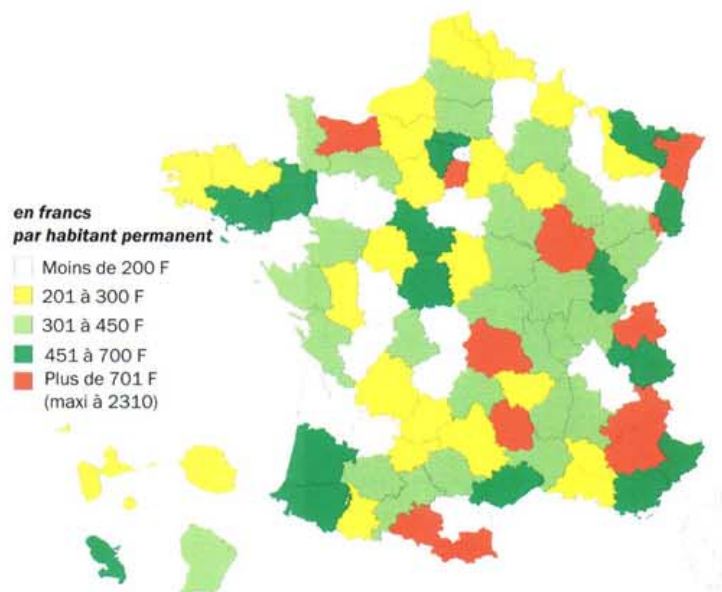 en francs
par habitant permanent
Moins de 200 F
201 à 300 F
301 à 450 F
451 à 700 F
Plus de 701 F
(maxi à 2310)